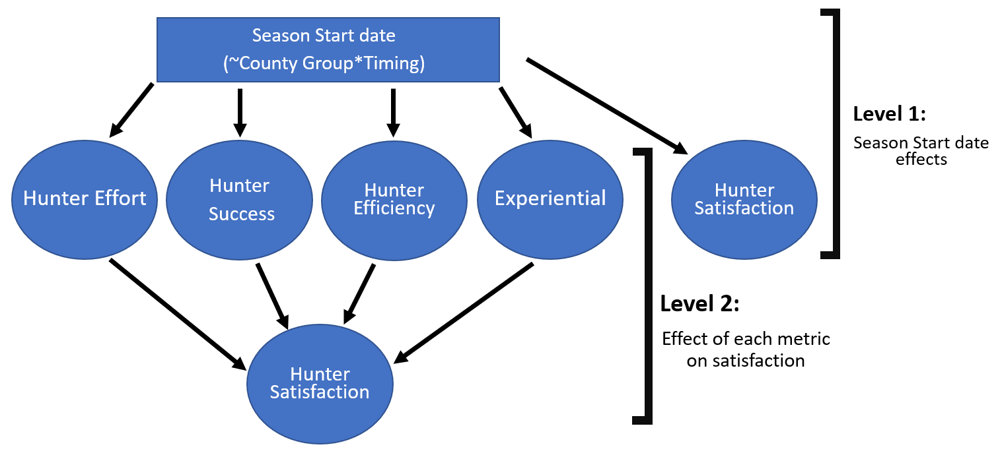 Season Start date
(~County Group*Timing)
Level 1:
Season Start date
effects
Hunter Effort
Hunter
Success
Hunter
Efficiency
Experiential
Hunter
Satisfaction
Level 2:
Effect of each metric
on satisfaction
Hunter
Satisfaction